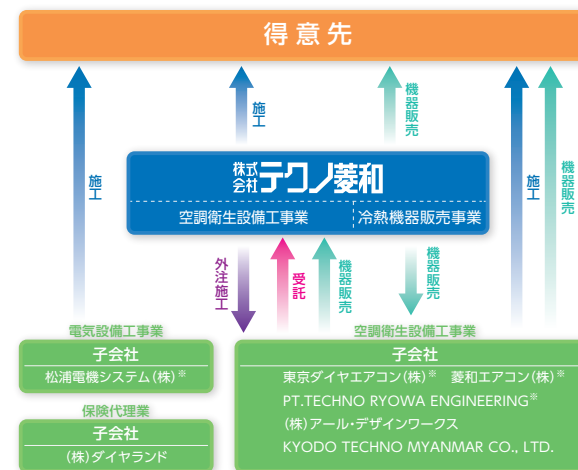 得意先
施工
施工
機器販売
施工
機器販売
株式会社テクノ菱和
空調衛生設備工事業
冷熱機器販売事業
外注施工
受託
機器販売
機器販売
電気設備工事業
子会社
松浦電機システム(株)※
保険代理業
子会社
(株)ダイヤランド
空調衛生設備工事業
子会社
東京ダイヤエアコン(株)※ 菱和エアコン(株)※
PT.TECHNO RYOWA ENGINEERING※
(株)アール・デザインワークス
KYODO TECHNO MYANMAR CO., LTD.